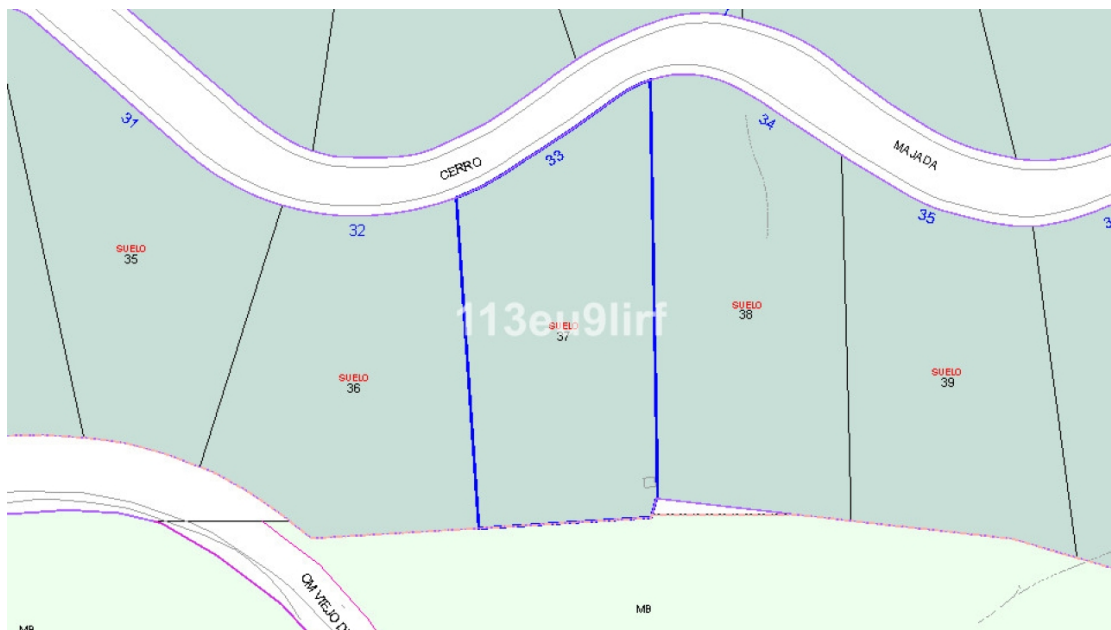 31
CERRO
33
34
MAJADA
32
35
SUELO
35
113eu9lirf
SUELO
37
SUELO
38
SUELO
36
SUELO
39
CM VIEJO D
MB
MB